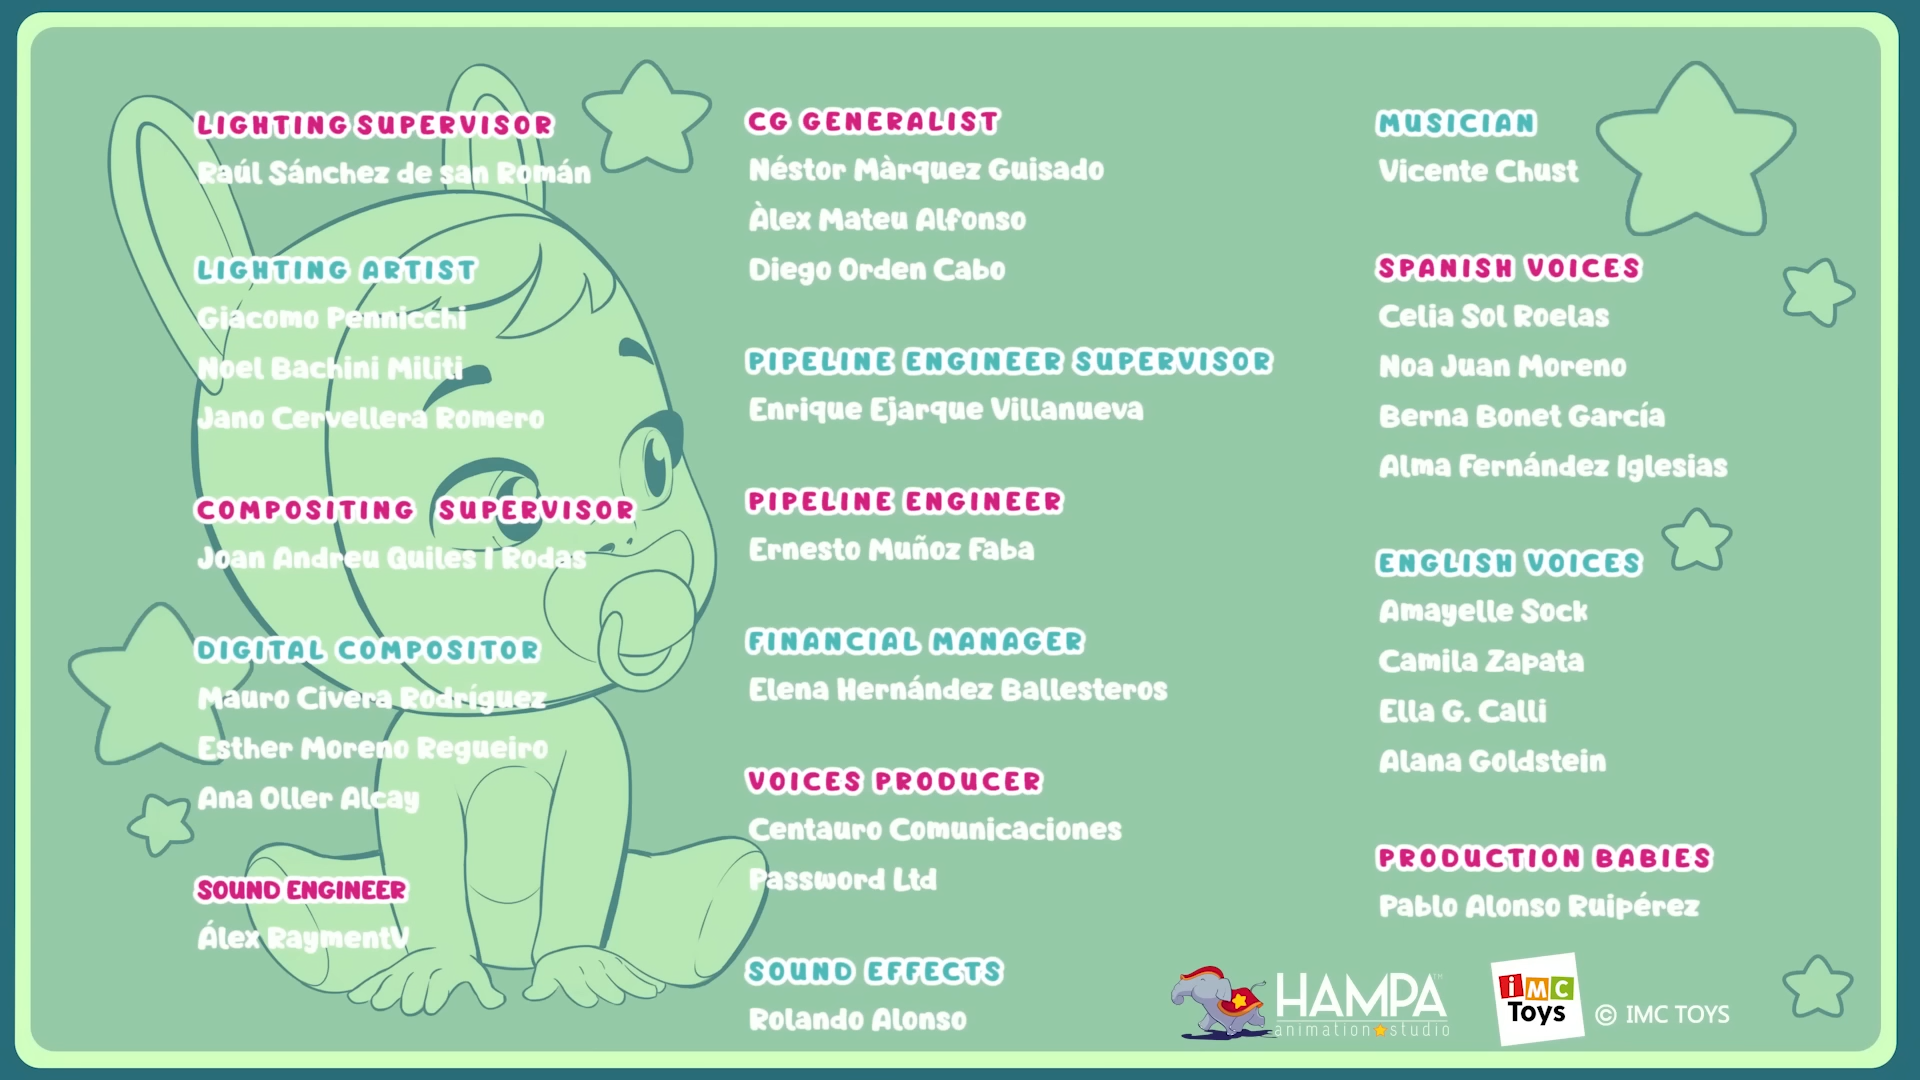 LIGHTING SUPERVISOR
Raúl Sánchez de san Román
LIGHTING ARTIST
Giacomo Pennicchi
Noel Bachini Militi
Jano Cervellera Romero
COMPOSITING SUPERVISOR
Joan Andreu Quiles I Rodas
DIGITAL COMPOSITOR
Mauro Civera Rodríguez
Esther Moreno Regueiro
Ana Oller Alcay
SOUND ENGINEER
Álex RaymentV
CG GENERALIST
Néstor Màrquez Guisado
Àlex Mateu Alfonso
Diego Orden Cabo
PIPELINE ENGINEER SUPERVISOR
Enrique Ejarque Villanueva
PIPELINE ENGINEER
Ernesto Muñoz Faba
FINANCIAL MANAGER
Elena Hernández Ballesteros
VOICES PRODUCER
Centauro Comunicaciones
Password Ltd
SOUND EFFECTS
Rolando Alonso
MUSICIAN
Vicente Chust
SPANISH VOICES
Celia Sol Roelas
Noa Juan Moreno
Berna Bonet García
Alma Fernández Iglesias
ENGLISH VOICES
Amayelle Sock
Camila Zapata
Ella G. Calli
Alana Goldstein
PRODUCTION BABIES
Pablo Alonso Ruipérez
HAMPA™
animation studio
iMC
Toys
© IMC TOYS